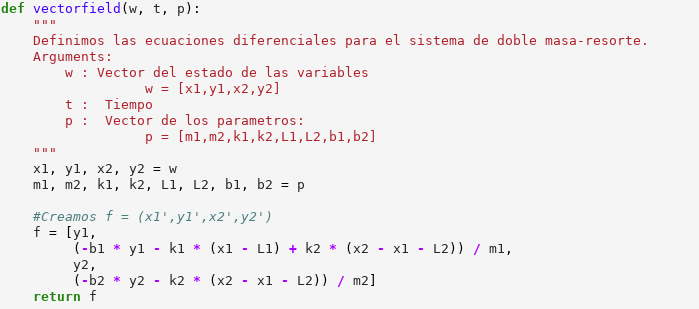 def vectorfield(w, t, p):
    """
    Definimos las ecuaciones diferenciales para el sistema de doble masa-resorte.
    Arguments:
        w : Vector del estado de las variables
                  w = [x1,y1,x2,y2]
        t :  Tiempo
        p :  Vector de los parametros:
                  p = [m1,m2,k1,k2,L1,L2,b1,b2]
    """
    x1, y1, x2, y2 = w
    m1, m2, k1, k2, L1, L2, b1, b2 = p

    #Creamos f = (x1',y1',x2',y2')
    f = [y1,
         (-b1 * y1 - k1 * (x1 - L1) + k2 * (x2 - x1 - L2)) / m1,
         y2,
         (-b2 * y2 - k2 * (x2 - x1 - L2)) / m2]
    return f